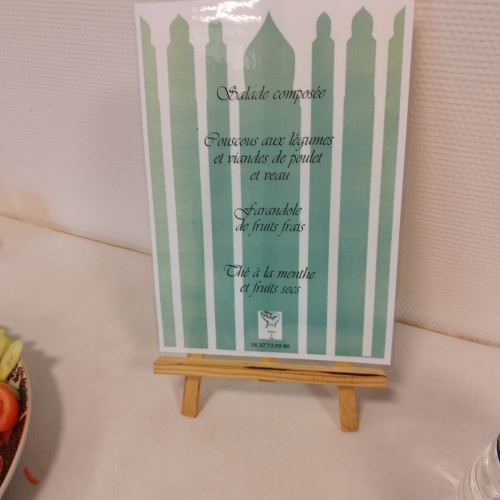 Salade composée
Couscous aux légumes
et viandes de poulet
et veau
Farandole
de fruits frais
Thé à la menthe
et fruits secs